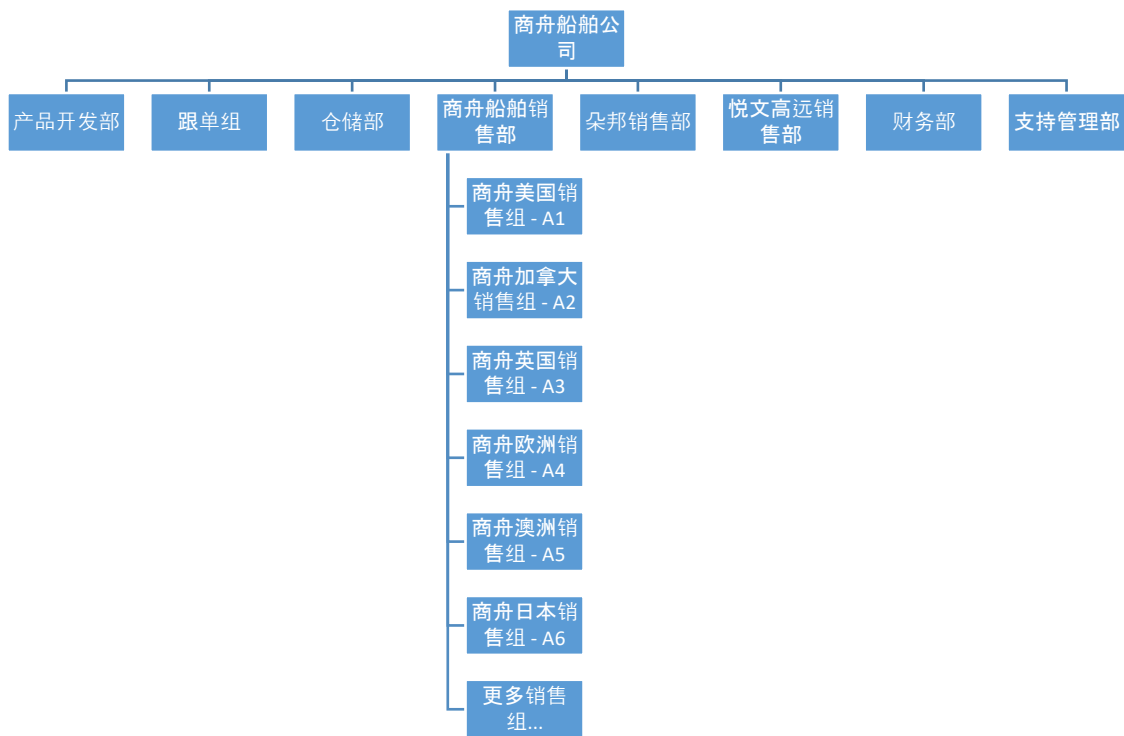 商舟船舶公
司
产品开发部
跟单组
仓储部
商舟船舶销
售部
朵邦销售部
悦文高远销
售部
财务部
支持管理部
商舟美国销
售组 - A1
商舟加拿大
销售组 - A2
商舟英国销
售组 - A3
商舟欧洲销
售组 - A4
商舟澳洲销
售组 - A5
商舟日本销
售组 - A6
更多销售
组...